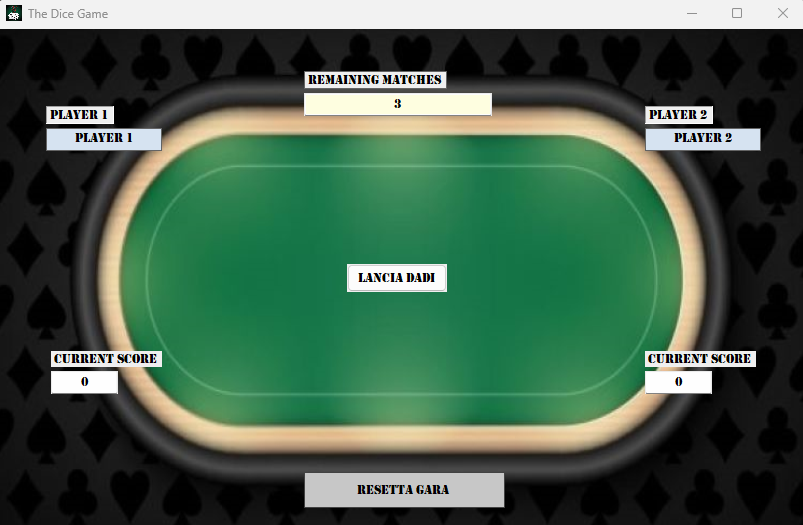 The Dice Game
REMAINING MATCHES
3
PLAYER 1
PLAYER 1
PLAYER 2
PLAYER 2
LANCIA DADI
CURRENT SCORE
0
CURRENT SCORE
0
RESETTA GARA